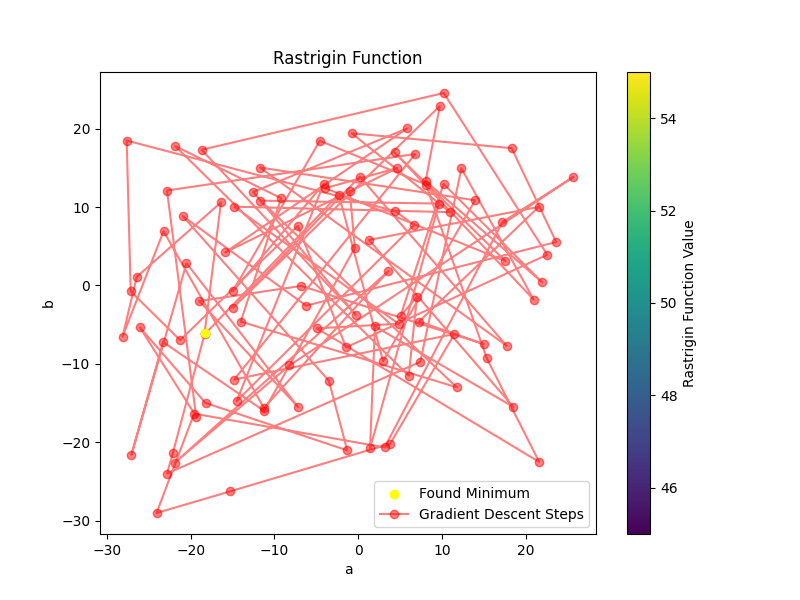 Rastrigin Function
20
10
0
−10
−20
−30
b
−30
−20
−10
0
10
20
a
Found Minimum
Gradient Descent Steps
54
52
50
48
46
Rastrigin Function Value